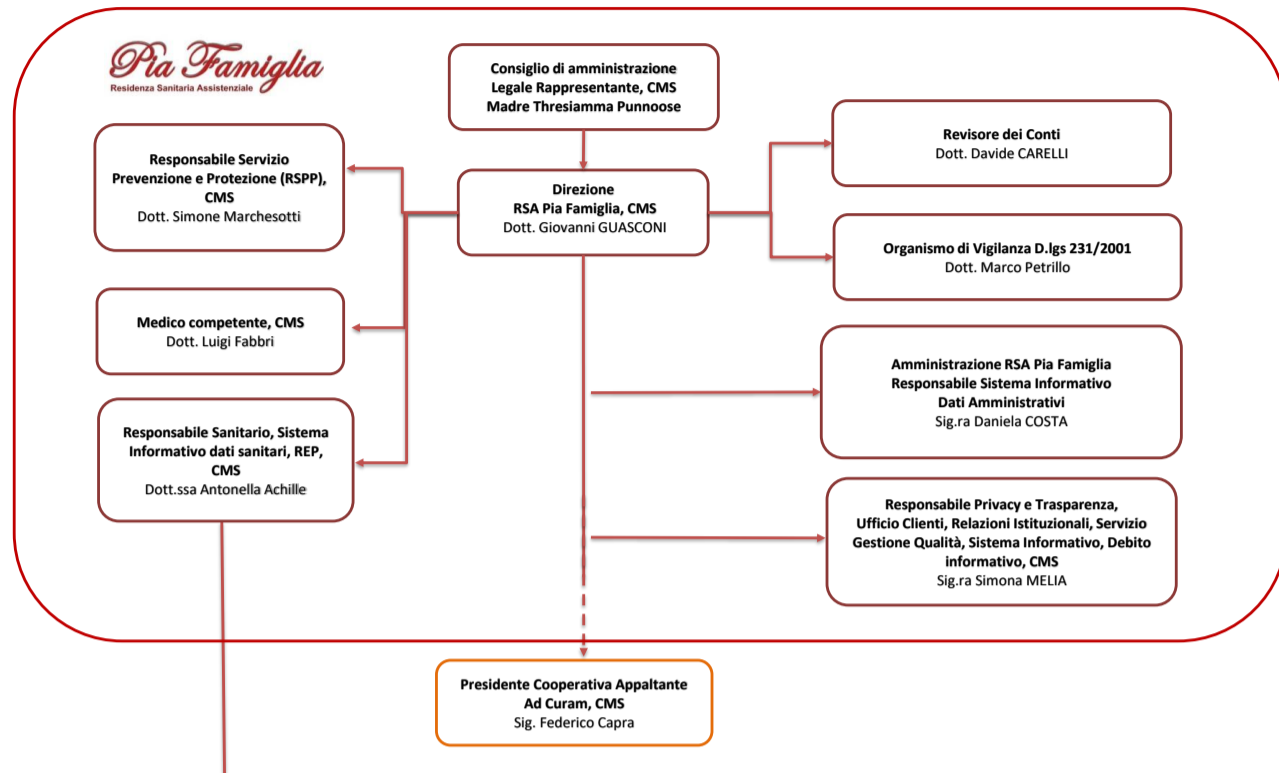 Pia Famiglia
Residenza Sanitaria Assistenziale
Consiglio di amministrazione
Legale Rappresentante, CMS
Madre Thresiamma Punnoose
Responsabile Servizio
Prevenzione e Protezione (RSPP),
CMS
Dott. Simone Marchesotti
Direzione
RSA Pia Famiglia, CMS
Dott. Giovanni GUASCONI
Revisore dei Conti
Dott. Davide CARELLI
Organismo di Vigilanza D.lgs 231/2001
Dott. Marco Petrillo
Medico competente, CMS
Dott. Luigi Fabbri
Amministrazione RSA Pia Famiglia
Responsabile Sistema Informativo
Dati Amministrativi
Sig.ra Daniela COSTA
Responsabile Sanitario, Sistema
Informativo dati sanitari, REP,
CMS
Dott.ssa Antonella Achille
Responsabile Privacy e Trasparenza,
Ufficio Clienti, Relazioni Istituzionali, Servizio
Gestione Qualità, Sistema Informativo, Debito
informativo, CMS
Sig.ra Simona MELIA
Presidente Cooperativa Appaltante
Ad Curam, CMS
Sig. Federico Capra